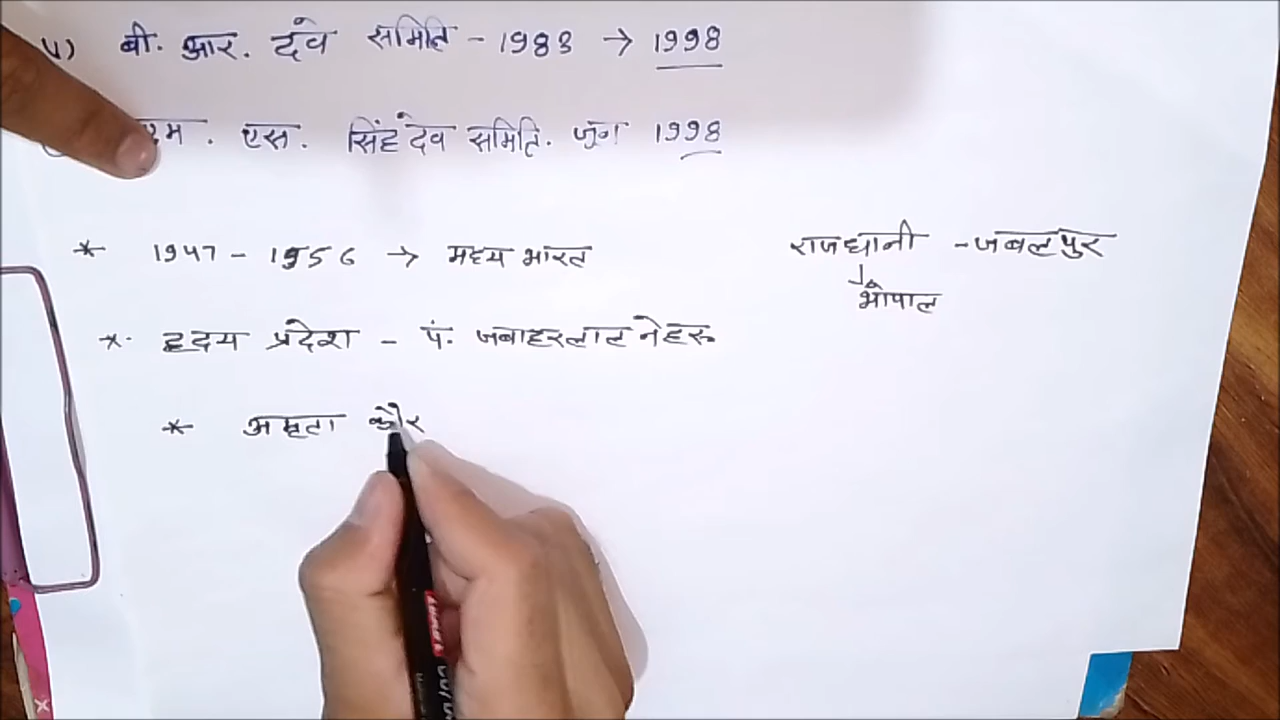 ५) बी. आर. देव समिति - 1983 → 1998
एम. एस. सिंहदेव समिति. जून 1998
* 1947 - 1956 → मध्य भारत
राजधानी - जबलपुर
↓
भोपाल
* हृदय प्रदेश - पं. जवाहरलाल नेहरू
* अमृता कौर